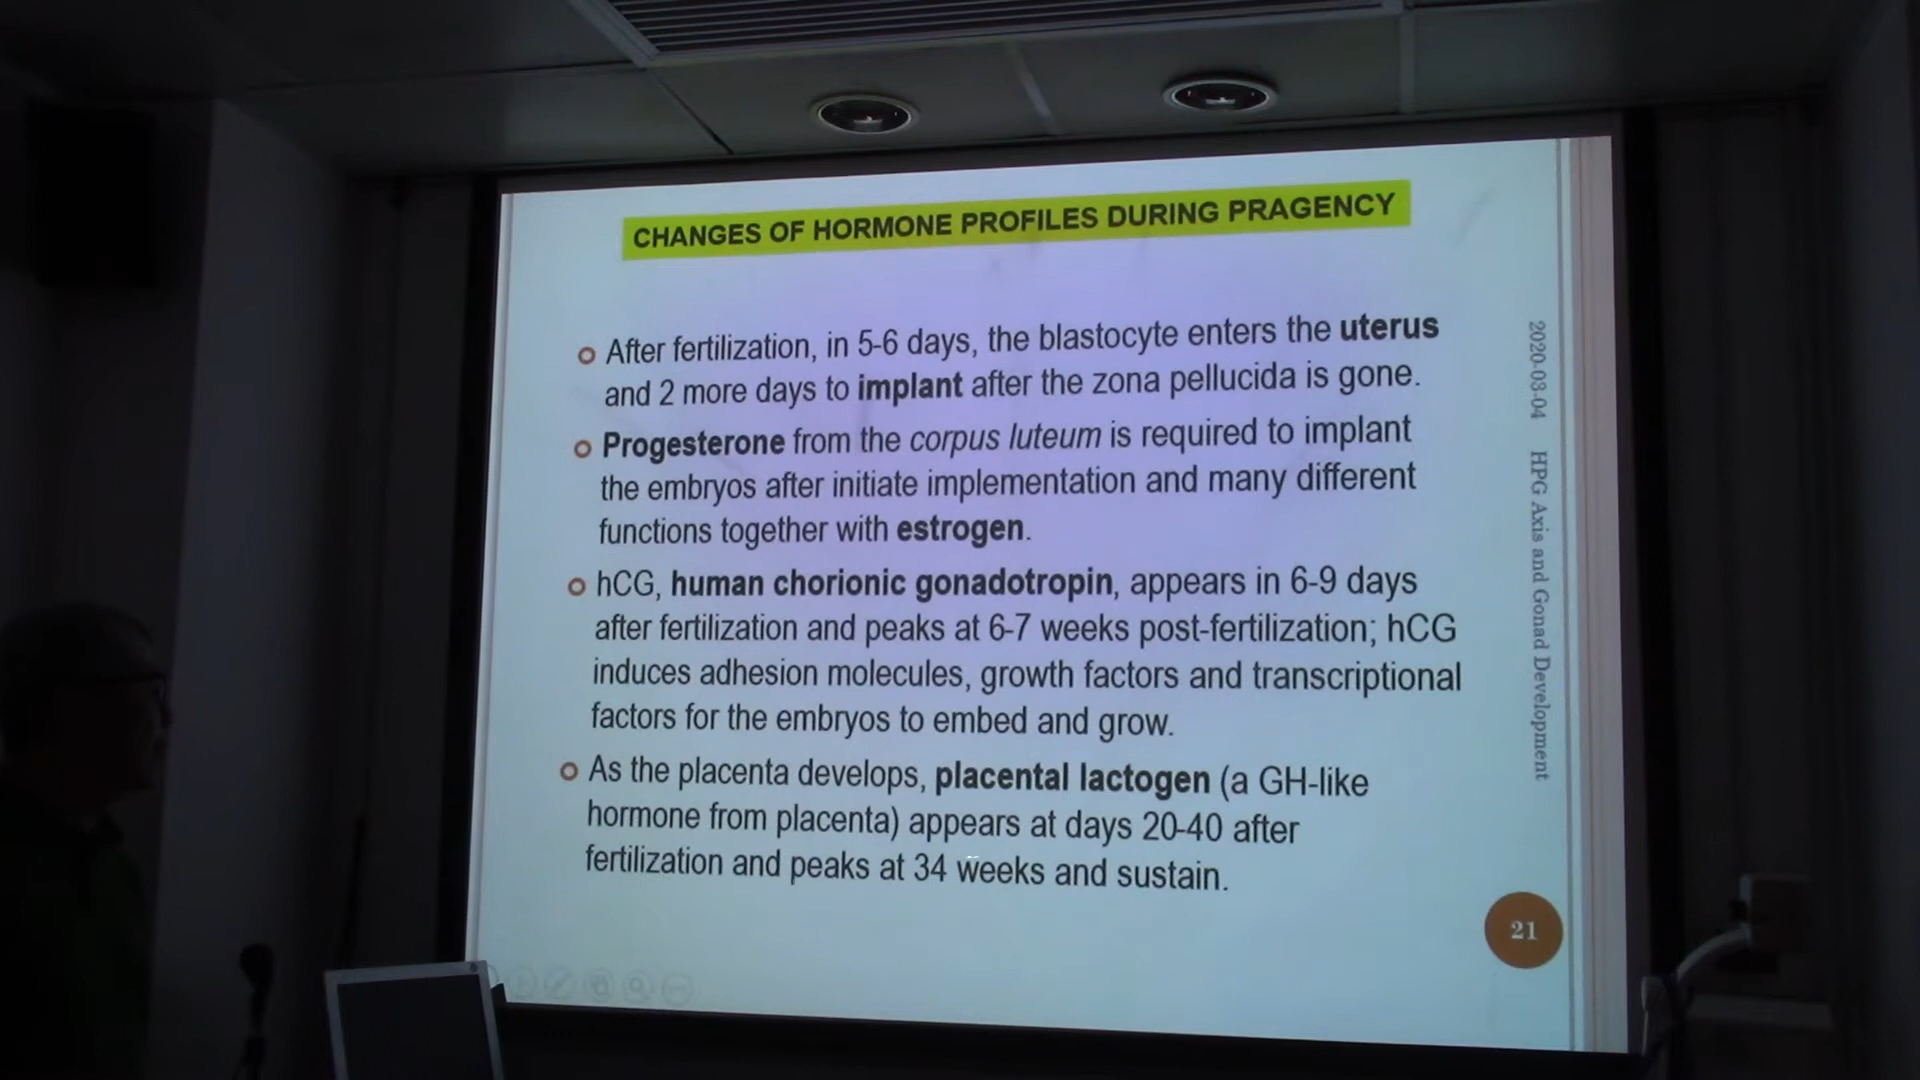 CHANGES OF HORMONE PROFILES DURING PRAGENCY
After fertilization, in 5-6 days, the blastocyte enters the uterus
and 2 more days to implant after the zona pellucida is gone.
Progesterone from the corpus luteum is required to implant
the embryos after initiate implementation and many different
functions together with estrogen.
hCG, human chorionic gonadotropin, appears in 6-9 days
after fertilization and peaks at 6-7 weeks post-fertilization; hCG
induces adhesion molecules, growth factors and transcriptional
factors for the embryos to embed and grow.
As the placenta develops, placental lactogen (a GH-like
hormone from placenta) appears at days 20-40 after
fertilization and peaks at 34 weeks and sustain.
2020-03-04 HPG Axis and Gonad Development
21